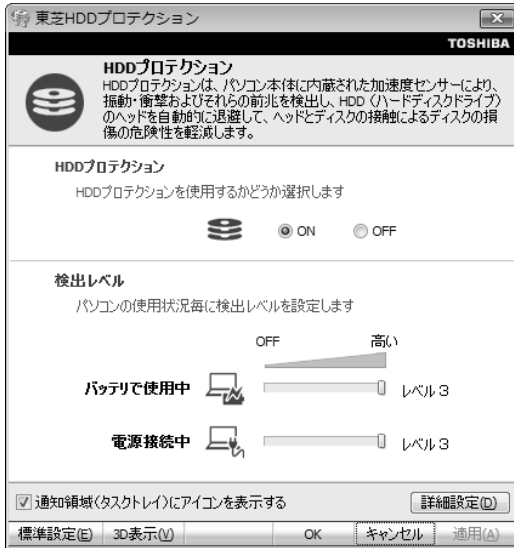 東芝HDDプロテクション
TOSHIBA
HDDプロテクション
HDDプロテクションは、パソコン本体に内蔵された加速度センサーにより、
振動・衝撃およびそれらの前兆を検出し、HDD（ハードディスクドライブ）
のヘッドを自動的に退避して、ヘッドとディスクの接触によるディスクの損
傷の危険性を軽減します。
HDDプロテクション
HDDプロテクションを使用するかどうか選択します
ON OFF
検出レベル
パソコンの使用状況毎に検出レベルを設定します
OFF 高い
バッテリで使用中 レベル 3
電源接続中 レベル 3
通知領域(タスクトレイ)にアイコンを表示する 詳細設定(D)
標準設定(E) 3D表示(V) OK キャンセル 適用(A)